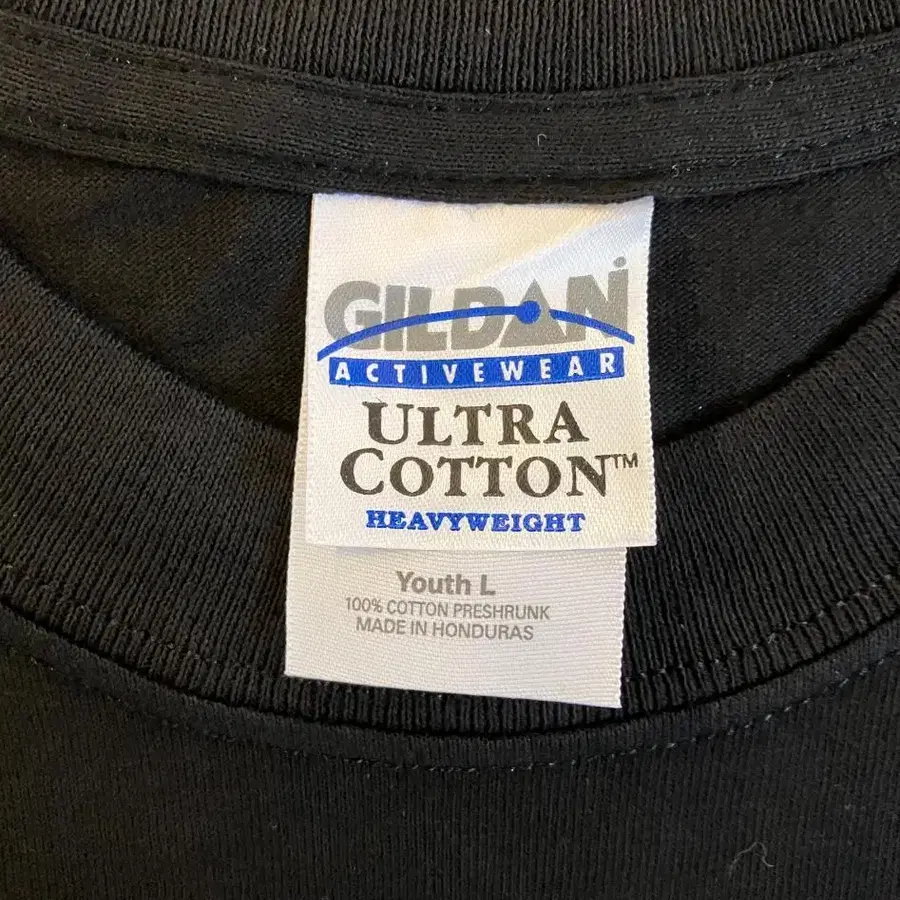 GILDAN
ACTIVEWEAR
ULTRA
COTTON™
HEAVYWEIGHT
Youth L
100% COTTON PRESHRUNK
MADE IN HONDURAS